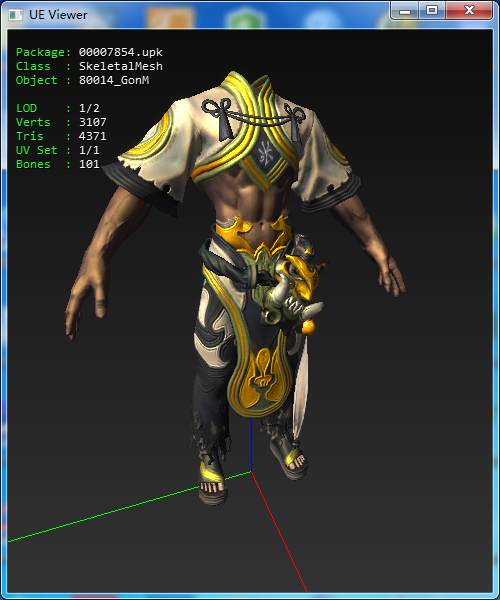 UE Viewer
Package: 00007854.upk
Class : SkeletalMesh
Object : 80014_GonM
LOD : 1/2
Verts : 3107
Tris : 4371
UV Set : 1/1
Bones : 101